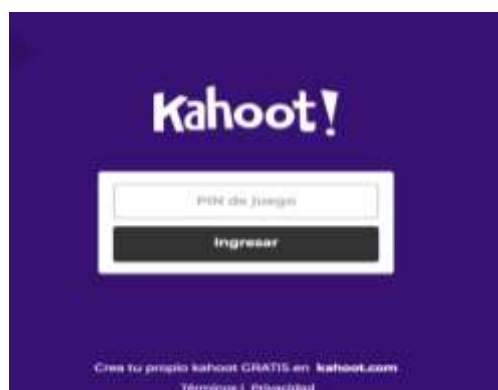 Kahoot!
PIN de juego
Ingresar
Crea tu propio kahoot GRATIS en kahoot.com
Términos | Privacidad